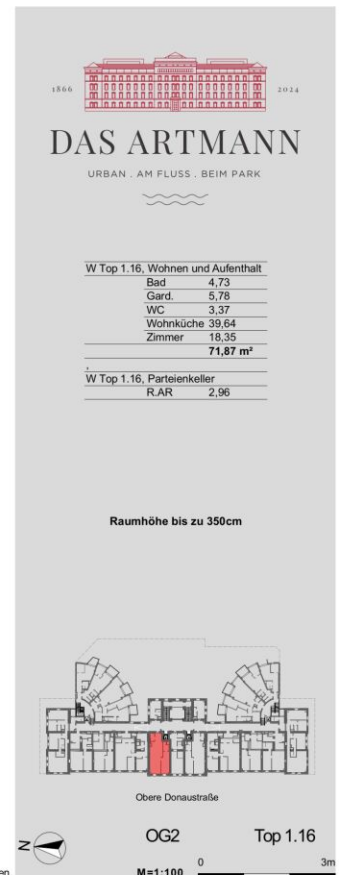 1866
2024
DAS ARTMANN
URBAN . AM FLUSS . BEIM PARK
W Top 1.16, Wohnen und Aufenthalt
Bad 4,73
Gard. 5,78
WC 3,37
Wohnküche 39,64
Zimmer 18,35
71,87 m²
,
W Top 1.16, Parteienkeller
R.AR 2,96
Raumhöhe bis zu 350cm
Obere Donaustraße
N
OG2 Top 1.16
0 3m
en M=1:100